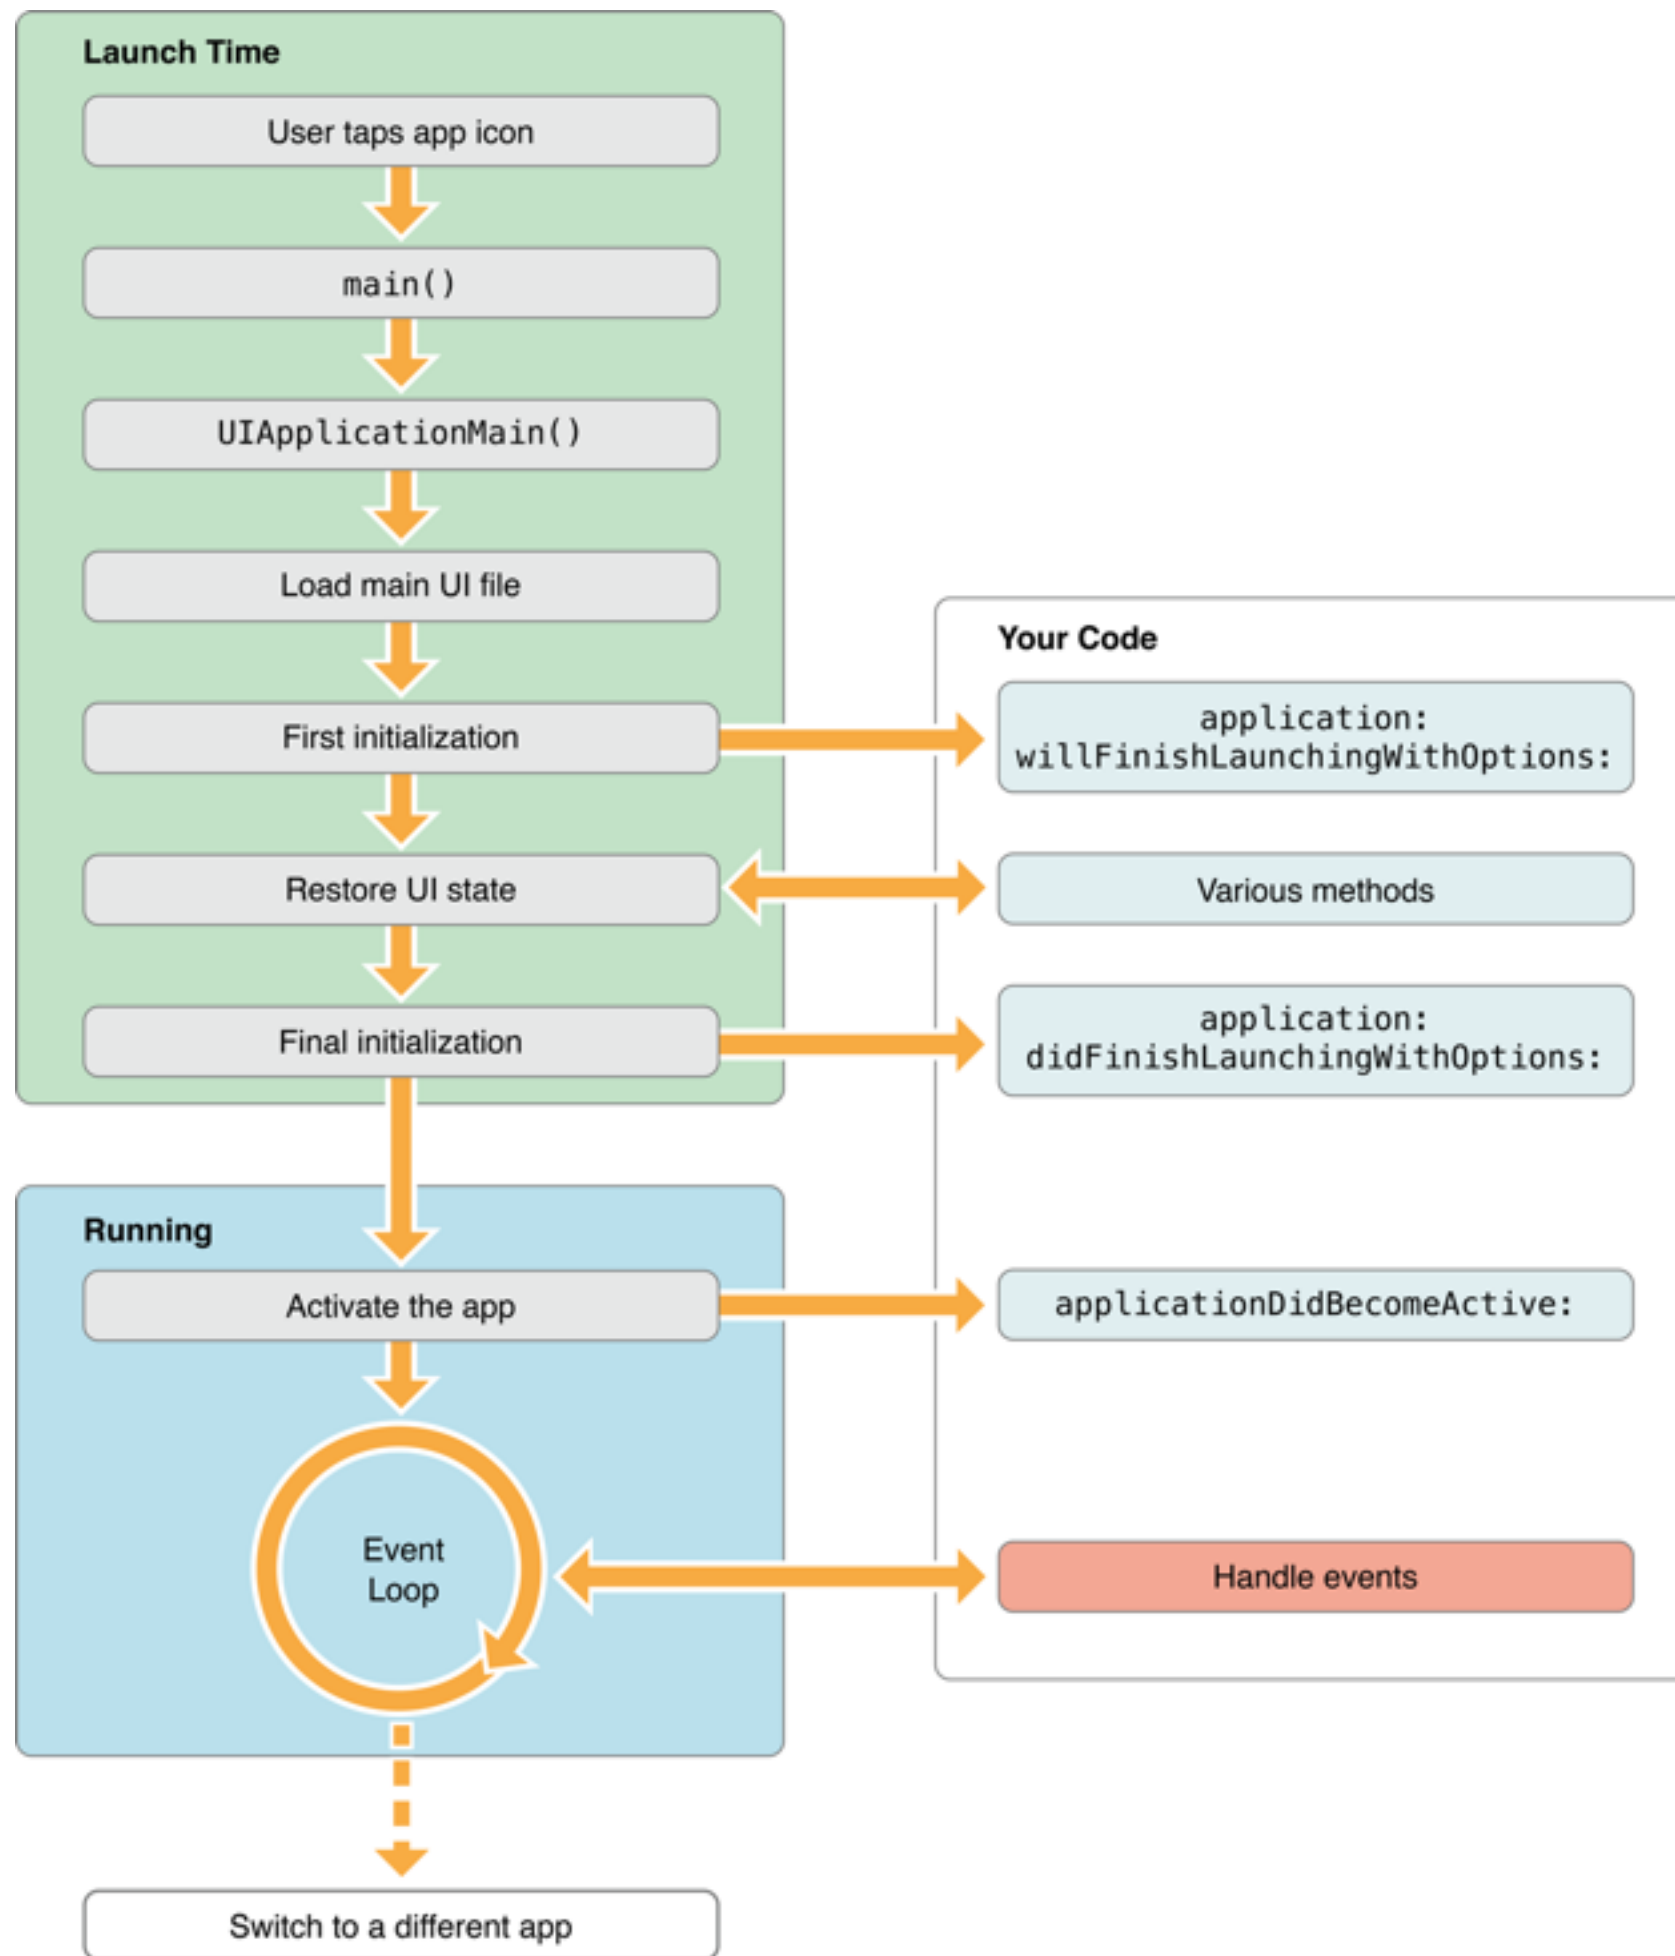 Launch Time
User taps app icon
main()
UIApplicationMain()
Load main UI file
First initialization
Restore UI state
Final initialization
Your Code
application:
willFinishLaunchingWithOptions:
Various methods
application:
didFinishLaunchingWithOptions:
Running
Activate the app
applicationDidBecomeActive:
Event
Loop
Handle events
Switch to a different app